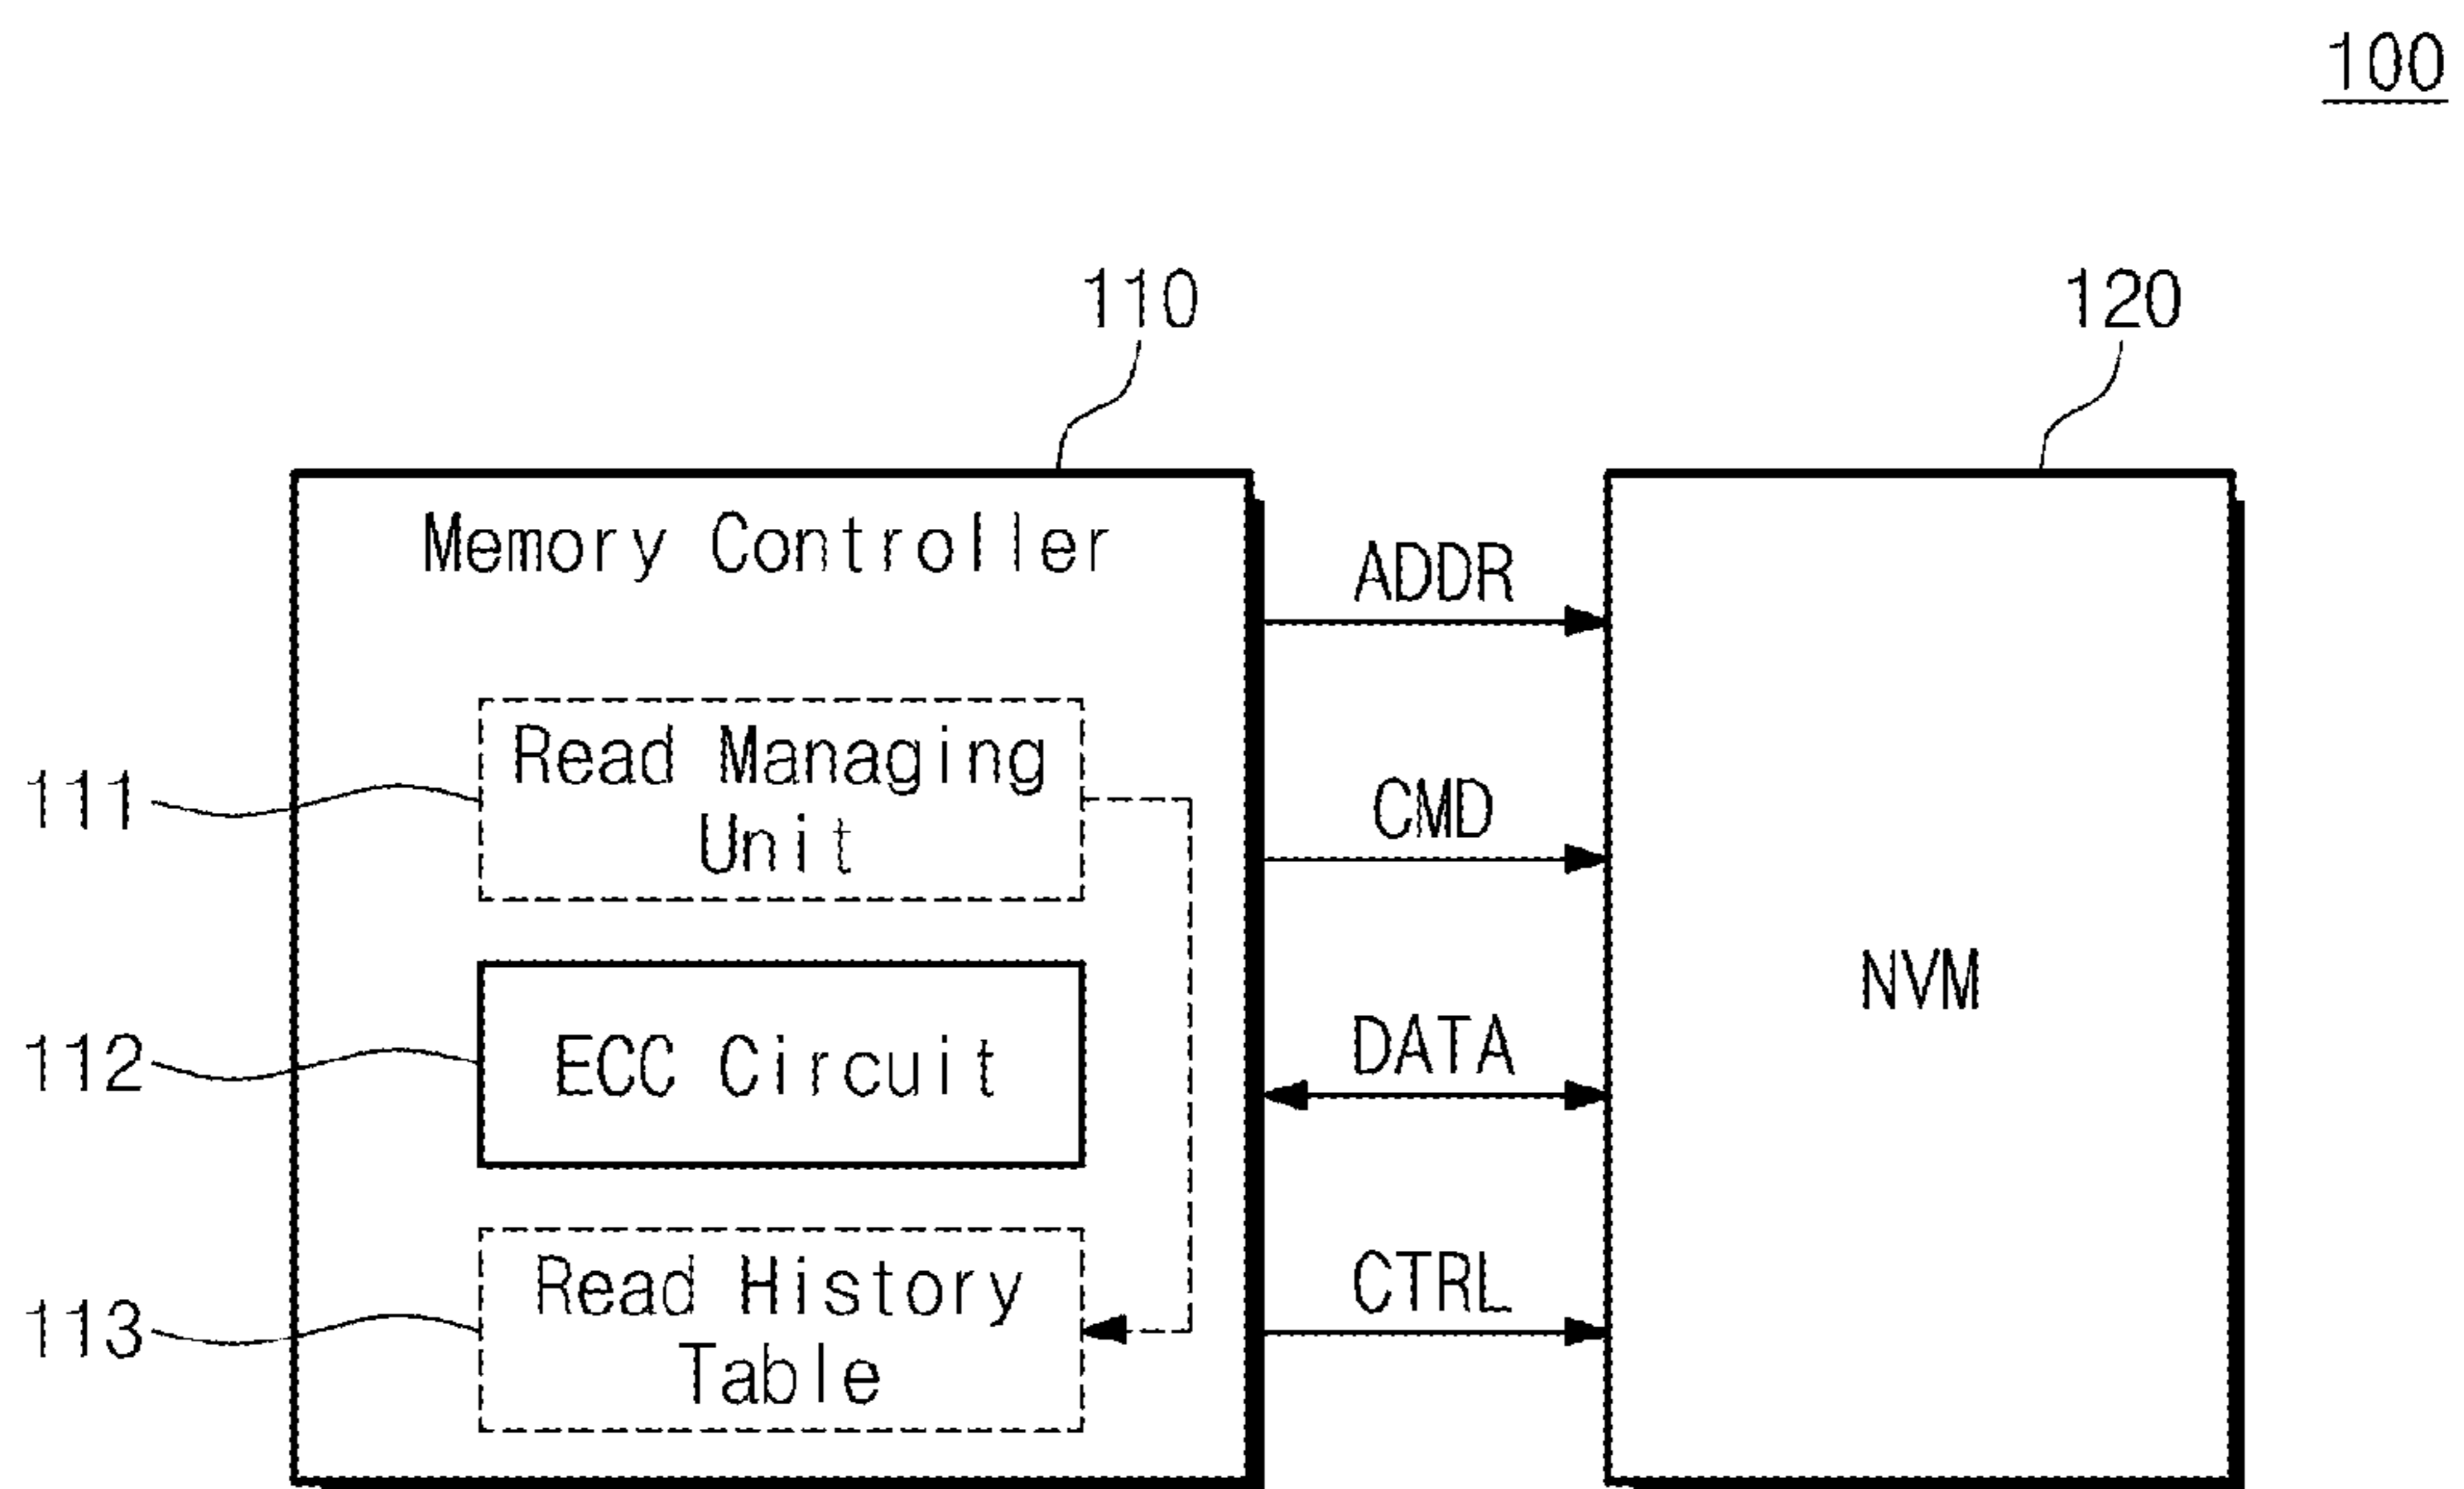 100
110
120
Memory Controller
ADDR
Read Managing
Unit
111
CMD
NVM
ECC Circuit
112
DATA
Read History
Table
113
CTRL